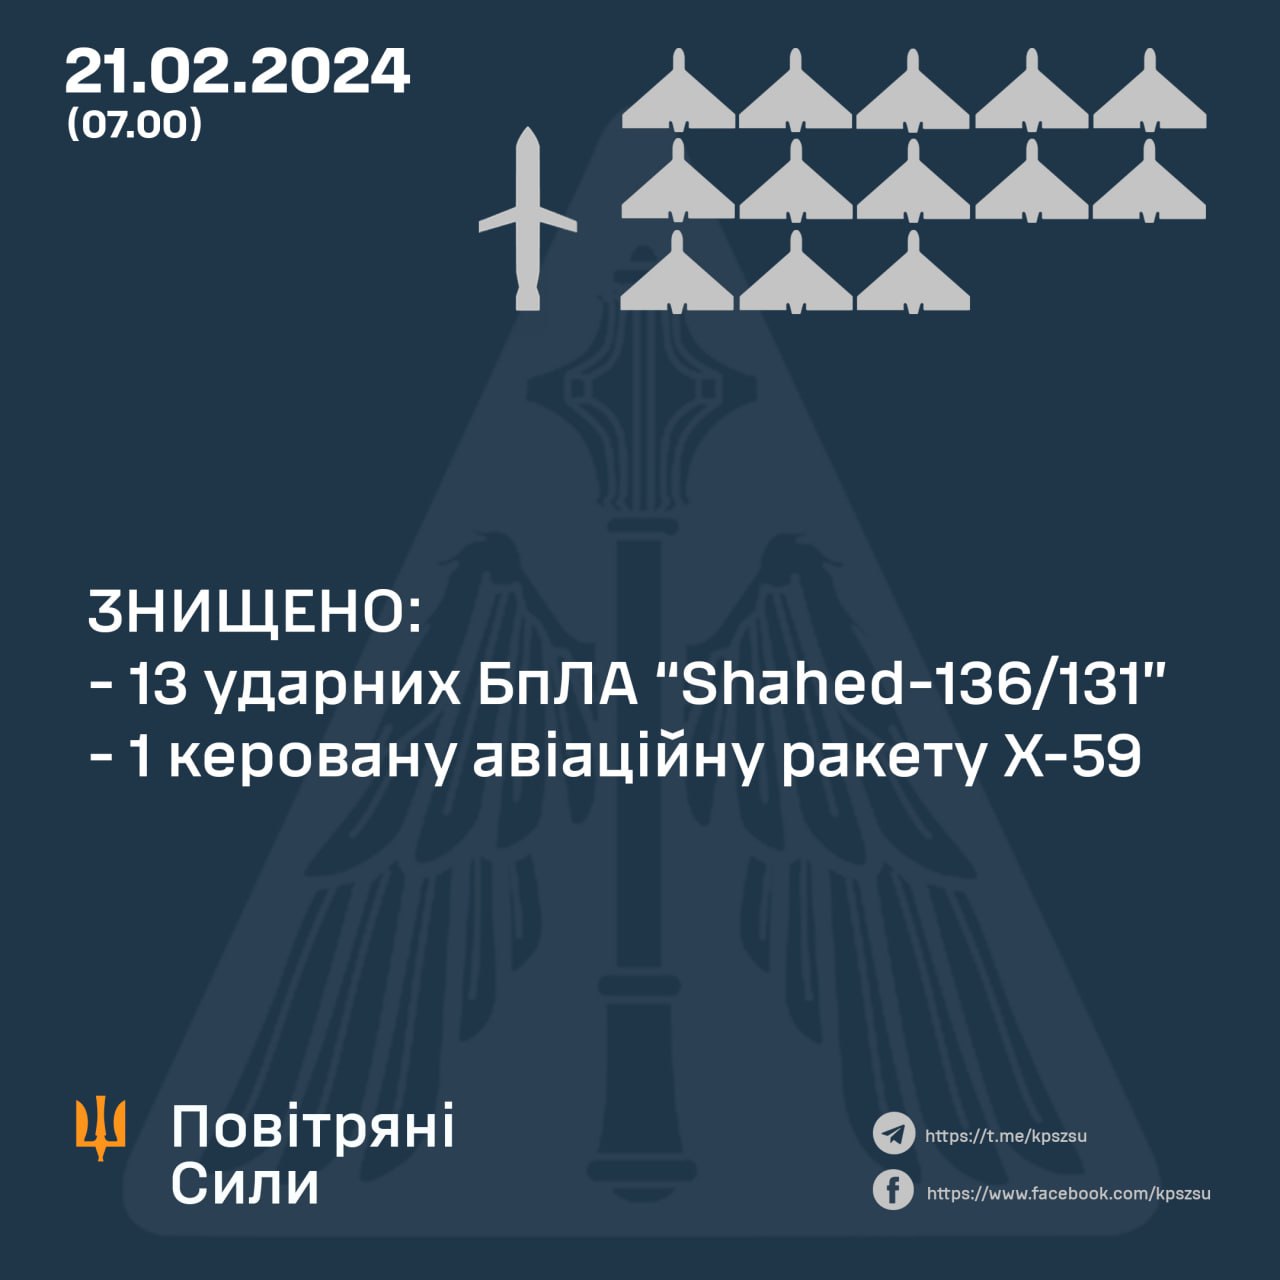 21.02.2024
(07.00)
ЗНИЩЕНО:
- 13 ударних БпЛА “Shahed-136/131”
- 1 керовану авіаційну ракету Х-59
Повітряні
Сили
https://t.me/kpszsu
https://www.facebook.com/kpszsu